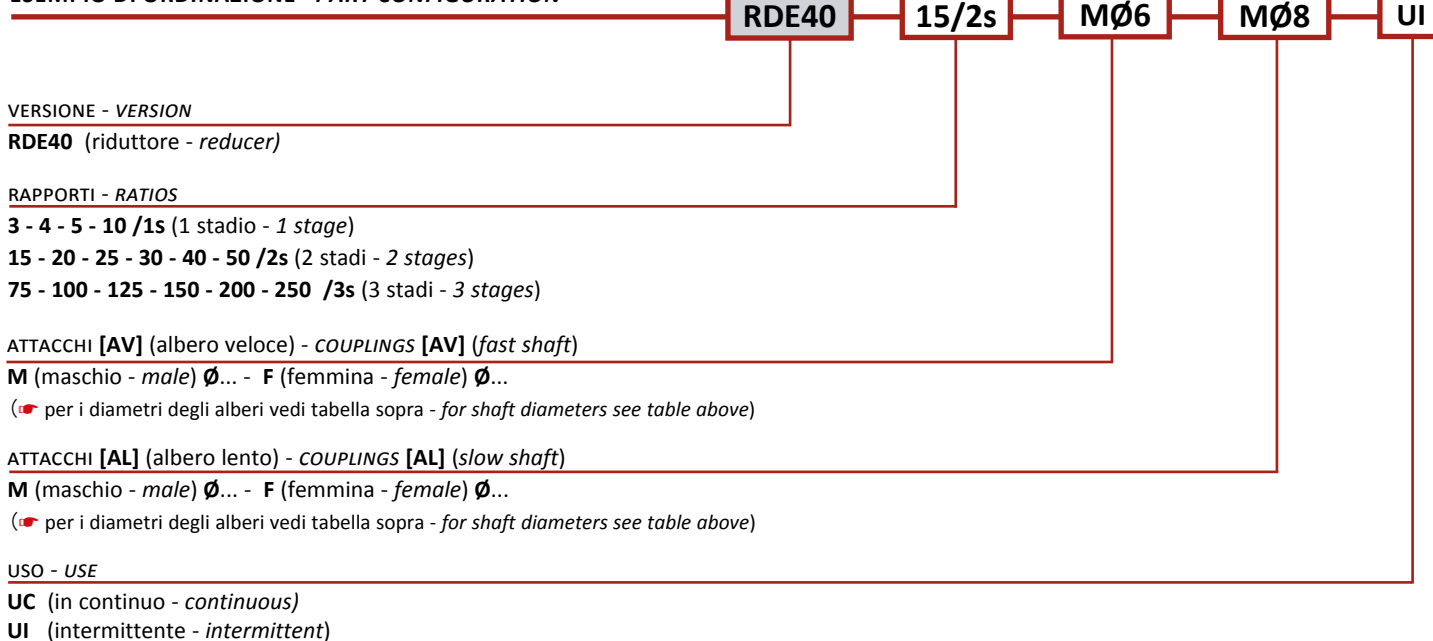 ESEMPIO DI ORDINAZIONE - PART CONFIGURATION
RDE40 15/2s MØ6 MØ8 UI
VERSIONE - VERSION
RDE40 (riduttore - reducer)
RAPPORTI - RATIOS
3 - 4 - 5 - 10 /1s (1 stadio - 1 stage)
15 - 20 - 25 - 30 - 40 - 50 /2s (2 stadi - 2 stages)
75 - 100 - 125 - 150 - 200 - 250 /3s (3 stadi - 3 stages)
ATTACCHI [AV] (albero veloce) - COUPLINGS [AV] (fast shaft)
M (maschio - male) Ø... - F (femmina - female) Ø...
(☛ per i diametri degli alberi vedi tabella sopra - for shaft diameters see table above)
ATTACCHI [AL] (albero lento) - COUPLINGS [AL] (slow shaft)
M (maschio - male) Ø... - F (femmina - female) Ø...
(☛ per i diametri degli alberi vedi tabella sopra - for shaft diameters see table above)
USO - USE
UC (in continuo - continuous)
UI (intermittente - intermittent)